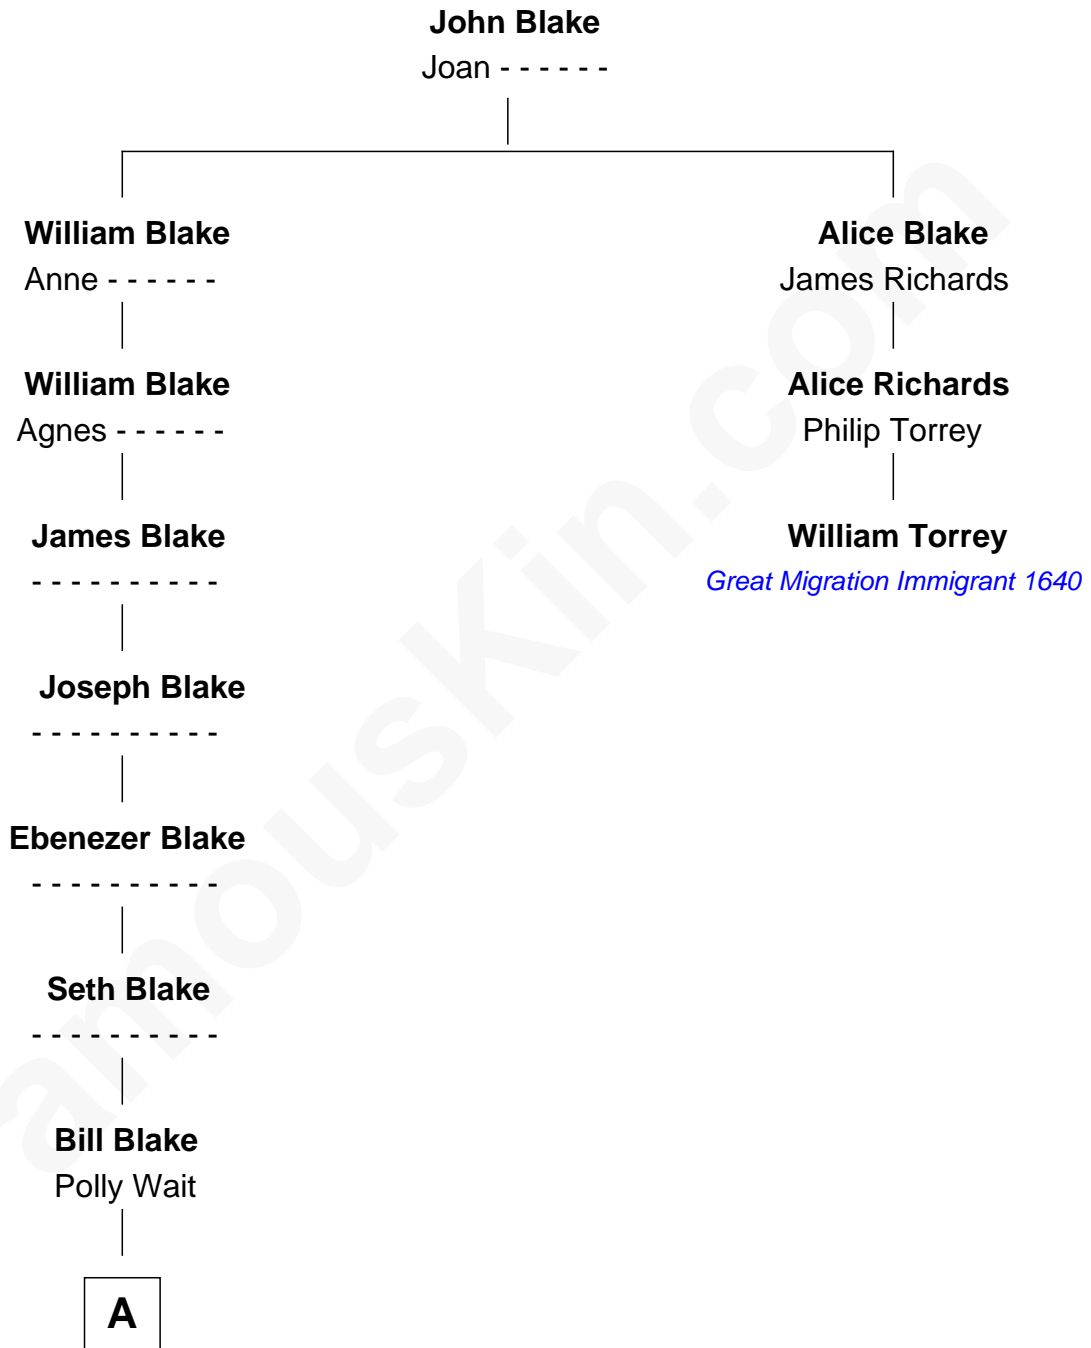 John Blake
Joan - - - - - -
William Blake
Anne - - - - - -
Alice Blake
James Richards
William Blake
Agnes - - - - - -
Alice Richards
Philip Torrey
James Blake
- - - - - - - - - -
William Torrey
Great Migration Immigrant 1640
Joseph Blake
- - - - - - - - - -
Ebenezer Blake
- - - - - - - - - -
Seth Blake
- - - - - - - - - -
Bill Blake
Polly Wait
A
amousKin.com